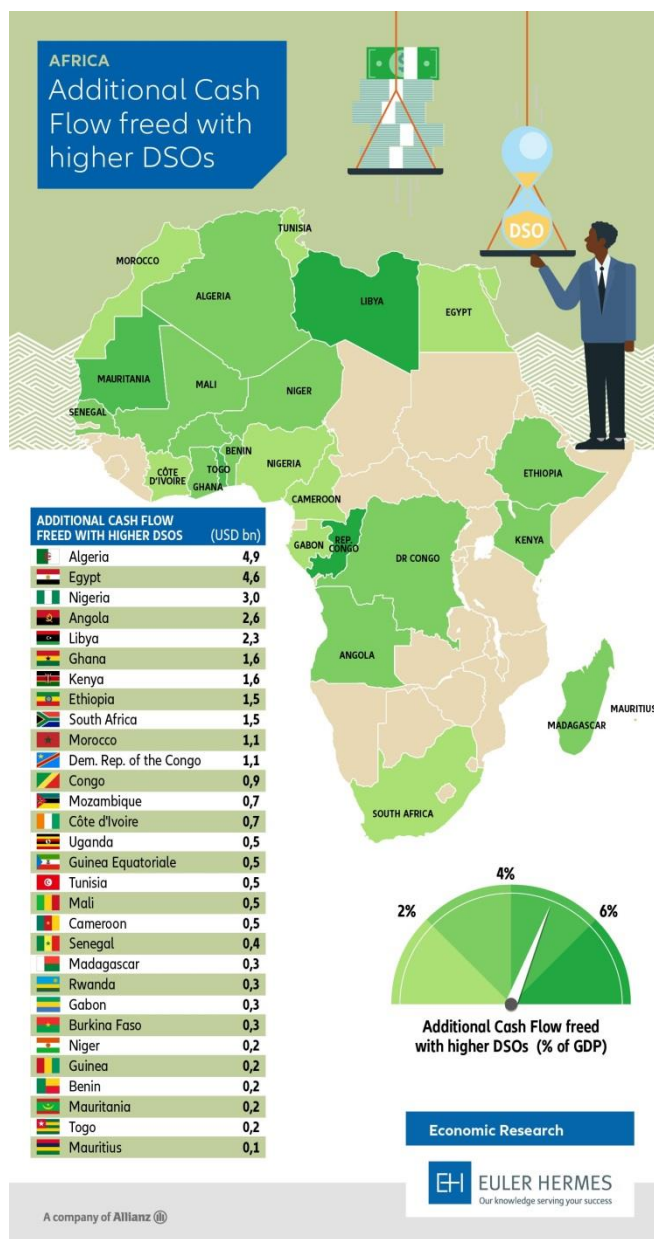 AFRICA
Additional Cash
Flow freed with
higher DSOs
DSO
TUNISIA
MOROCCO
ALGERIA
LIBYA
EGYPT
MAURITANIA
MALI
NIGER
SENEGAL
BENIN
NIGERIA
CÔTE
D'IVOIRE
TOGO
GHANA
ETHIOPIA
CAMEROON
GABON
REP.
CONGO
KENYA
DR CONGO
ANGOLA
MAURITIUS
MADAGASCAR
SOUTH AFRICA
ADDITIONAL CASH FLOW
FREED WITH HIGHER DSOS (USD bn)
Algeria 4,9
Egypt 4,6
Nigeria 3,0
Angola 2,6
Libya 2,3
Ghana 1,6
Kenya 1,6
Ethiopia 1,5
South Africa 1,5
Morocco 1,1
Dem. Rep. of the Congo 1,1
Congo 0,9
Mozambique 0,7
Côte d'Ivoire 0,7
Uganda 0,5
Guinea Equatoriale 0,5
Tunisia 0,5
Mali 0,5
Cameroon 0,5
Senegal 0,4
Madagascar 0,3
Rwanda 0,3
Gabon 0,3
Burkina Faso 0,3
Niger 0,2
Guinea 0,2
Benin 0,2
Mauritania 0,2
Togo 0,2
Mauritius 0,1
2%
4%
6%
Additional Cash Flow freed
with higher DSOs (% of GDP)
Economic Research
EH EULER HERMES
Our knowledge serving your success
A company of Allianz